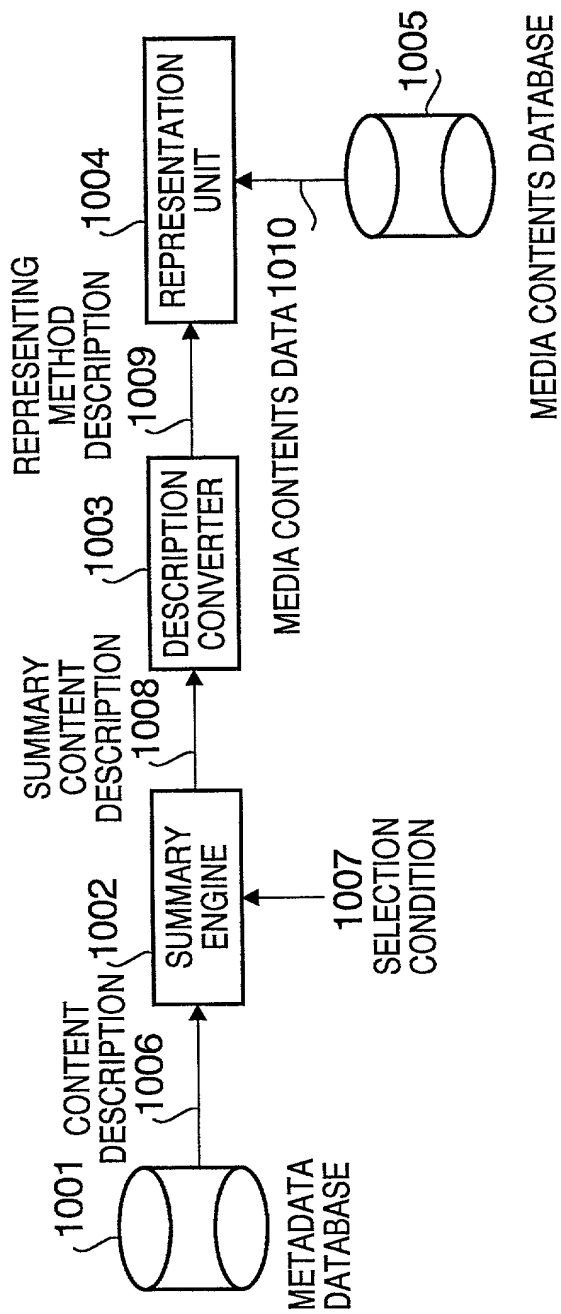 1001
METADATA
DATABASE
CONTENT
DESCRIPTION
1006
1002
SUMMARY
ENGINE
1007
SELECTION
CONDITION
SUMMARY
CONTENT
DESCRIPTION
1008
1003
DESCRIPTION
CONVERTER
REPRESENTING
METHOD
DESCRIPTION
1009
1004
REPRESENTATION
UNIT
MEDIA CONTENTS DATA 1010
1005
MEDIA CONTENTS DATABASE